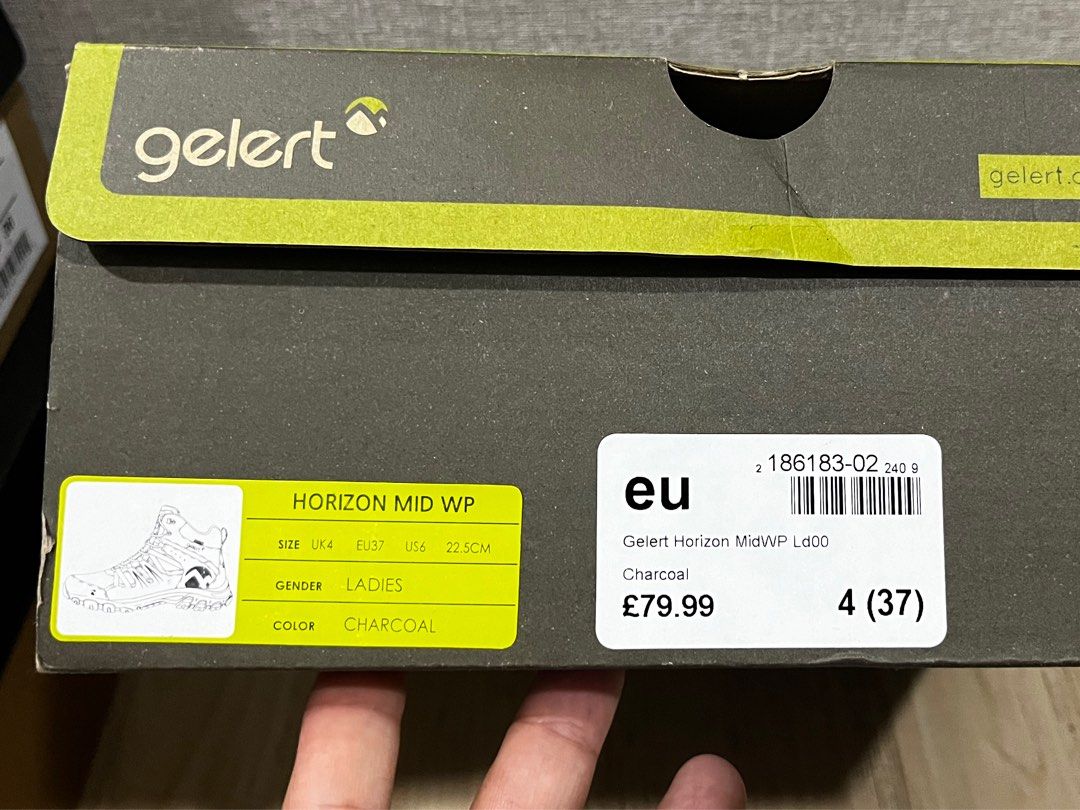 gelert
gelert.c
HORIZON MID WP
SIZE UK4 EU37 US6 22.5CM
GENDER LADIES
COLOR CHARCOAL
eu
2 186183-02 240 9
Gelert Horizon MidWP Ld00
Charcoal
£79.99 4 (37)